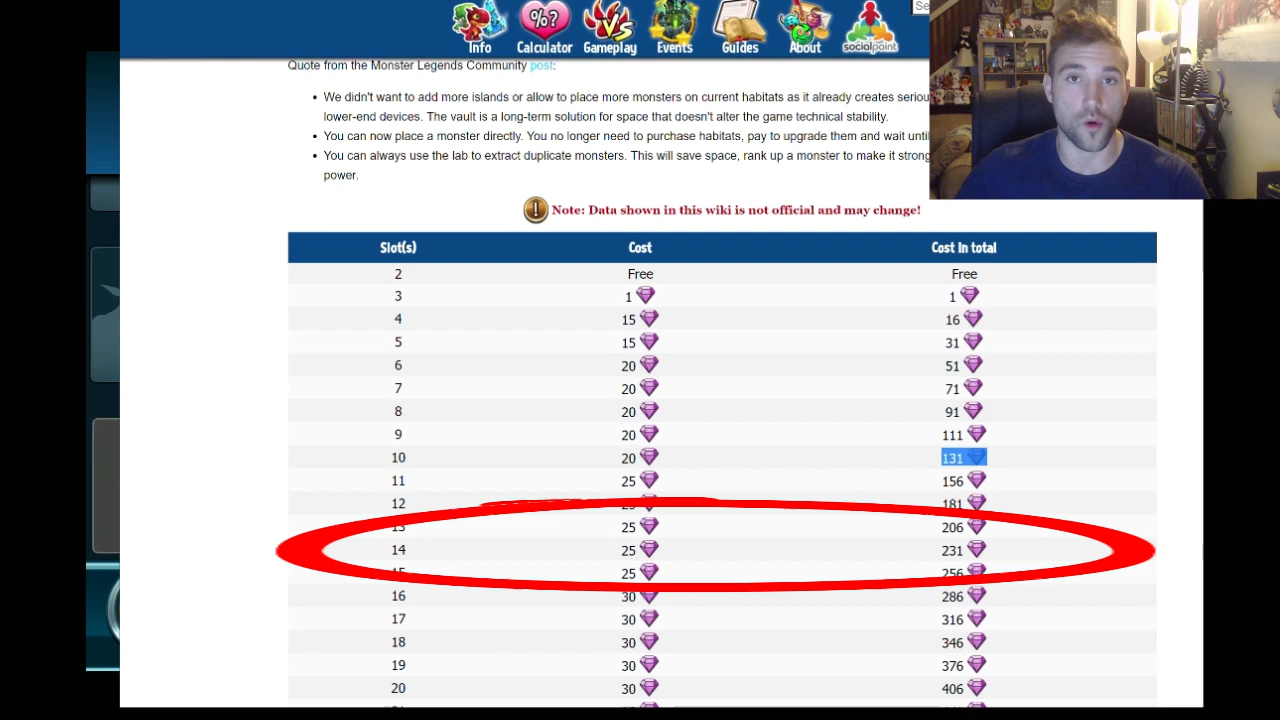 Info Calculator Gameplay Events Guides About socialpoint Se
%?
VS
Quote from the Monster Legends Community post:
• We didn't want to add more islands or allow to place more monsters on current habitats as it already creates seriou
lower-end devices. The vault is a long-term solution for space that doesn't alter the game technical stability.
• You can now place a monster directly. You no longer need to purchase habitats, pay to upgrade them and wait until
• You can always use the lab to extract duplicate monsters. This will save space, rank up a monster to make it strong
power.
Note: Data shown in this wiki is not official and may change!
Slot(s) Cost Cost in total
2 Free Free
3 1 1
4 15 16
5 15 31
6 20 51
7 20 71
8 20 91
9 20 111
10 20 131
11 25 156
12 25 181
13 25 206
14 25 231
15 25 256
16 30 286
17 30 316
18 30 346
19 30 376
20 30 406